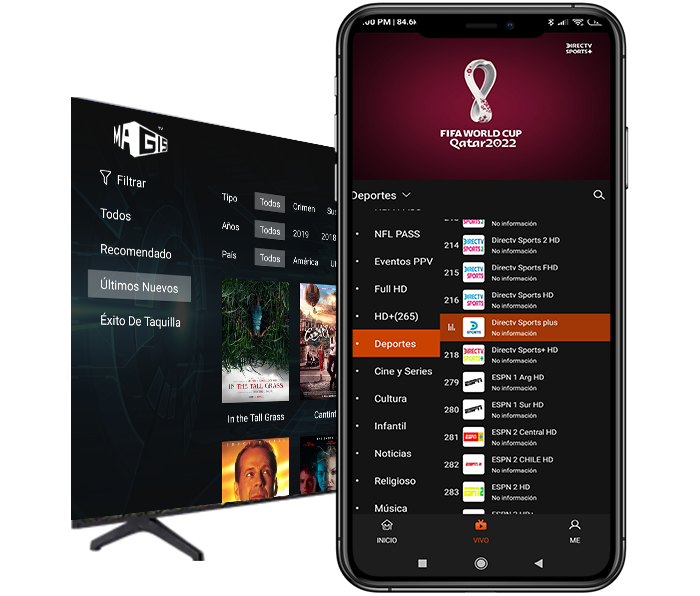 MAGIS
TV
Filtrar
Todos
Recomendado
Últimos Nuevos
Éxito De Taquilla
Tipo Todos Crimen Sus
Años Todos 2019 2018
País Todos América
IN THE TALL GRASS
In the Tall Grass
Cantinf
:00 PM | 84.6K
DIRECTV
SPORTS+
FIFA WORLD CUP
Qatar2022
Deportes
NFL PASS
Eventos PPV
Full HD
HD+(265)
Deportes
Cine y Series
Cultura
Infantil
Noticias
Religioso
Música
No información
214 Directv Sports 2 HD
No información
215 Directv Sports FHD
No información
216 Directv Sports HD
No información
Directv Sports plus
No información
218 Directv Sports+ HD
No información
279 ESPN 1 Arg HD
No información
280 ESPN 1 Sur HD
No información
281 ESPN 2 Central HD
No información
282 ESPN 2 CHILE HD
No información
283 ESPN 2 HD
No información
INICIO
VIVO
ME